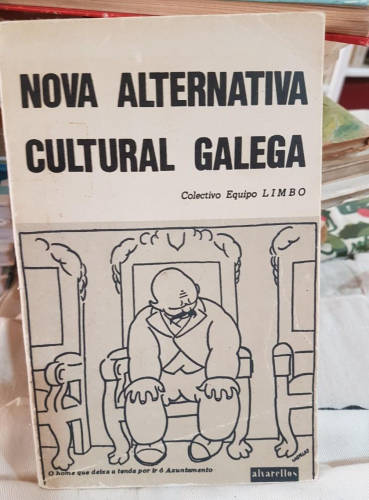 NOVA ALTERNATIVA
CULTURAL GALEGA
Colectivo Equipo LIMBO
O home que deixa a tenda por ir ó Axuntamento
alvarellos